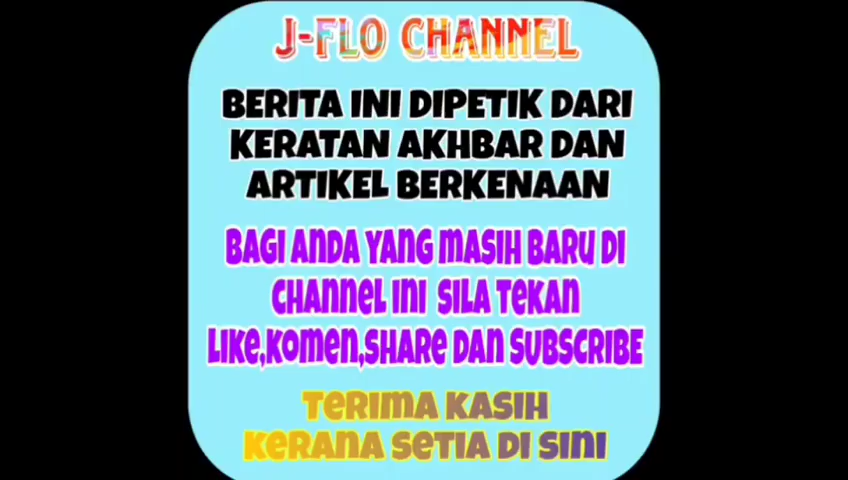 J-FLO CHANNEL
BERITA INI DIPETIK DARI
KERATAN AKHBAR DAN
ARTIKEL BERKENAAN
BAGI ANDA YANG MASIH BARU DI
CHANNEL INI SILA TEKAN
LIKE,KOMEN,SHARE DAN SUBSCRIBE
TERIMA KASIH
KERANA SETIA DI SINI